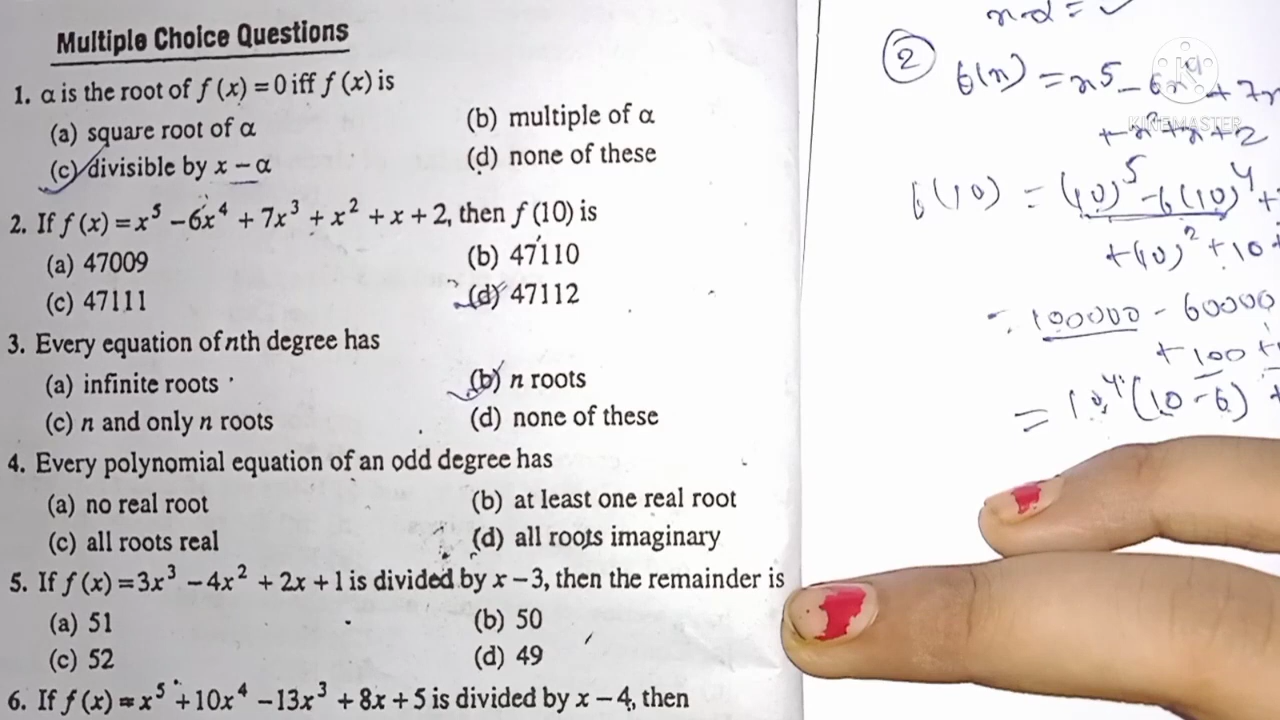 Multiple Choice Questions
1. α is the root of f (x) = 0 iff f (x) is
(a) square root of α
(b) multiple of α
(c) divisible by x − α
(d) none of these
2. If f (x) = x⁵ − 6x⁴ + 7x³ + x² + x + 2, then f (10) is
(a) 47009
(b) 47110
(c) 47111
(d) 47112
3. Every equation of nth degree has
(a) infinite roots
(b) n roots
(c) n and only n roots
(d) none of these
4. Every polynomial equation of an odd degree has
(a) no real root
(b) at least one real root
(c) all roots real
(d) all roots imaginary
5. If f (x) = 3x³ − 4x² + 2x + 1 is divided by x − 3, then the remainder is
(a) 51
(b) 50
(c) 52
(d) 49
6. If f (x) = x⁵ + 10x⁴ − 13x³ + 8x + 5 is divided by x − 4, then
x-α =
2 f(x) = x⁵ - 6x⁴ + 7x
+ x² + x + 2
f(10) = (10)⁵ - 6(10)⁴ +
+ (10)² + 10 +
= 100000 - 60000
+ 100 +
= 10⁴ (10 - 6) +
KINEMASTER